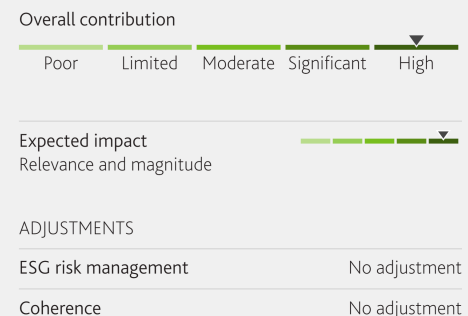 Overall contribution
Poor Limited Moderate Significant High
Expected impact
Relevance and magnitude
ADJUSTMENTS
ESG risk management No adjustment
Coherence No adjustment